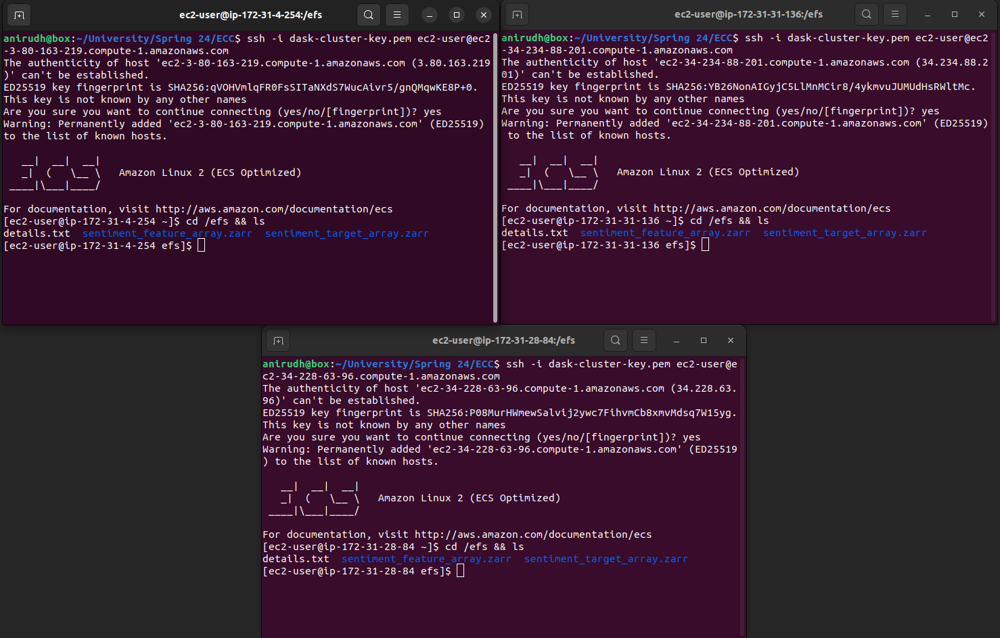 ec2-user@ip-172-31-4-254:/efs
anirudh@box:~/University/Spring 24/ECC$ ssh -i dask-cluster-key.pem ec2-user@ec2
-3-80-163-219.compute-1.amazonaws.com
The authenticity of host 'ec2-3-80-163-219.compute-1.amazonaws.com (3.80.163.219
)' can't be established.
ED25519 key fingerprint is SHA256:qVOHVmlqFR0FsSITaNXdS7WucAivr5/gnQMqwKE8P+0.
This key is not known by any other names
Are you sure you want to continue connecting (yes/no/[fingerprint])? yes
Warning: Permanently added 'ec2-3-80-163-219.compute-1.amazonaws.com' (ED25519)
to the list of known hosts.
   __|  __|  __|
   _|  (   \__ \   Amazon Linux 2 (ECS Optimized)
 ____|\___|____/
For documentation, visit http://aws.amazon.com/documentation/ecs
[ec2-user@ip-172-31-4-254 ~]$ cd /efs && ls
details.txt  sentiment_feature_array.zarr  sentiment_target_array.zarr
[ec2-user@ip-172-31-4-254 efs]$
ec2-user@ip-172-31-31-136:/efs
anirudh@box:~/University/Spring 24/ECC$ ssh -i dask-cluster-key.pem ec2-user@ec2
-34-234-88-201.compute-1.amazonaws.com
The authenticity of host 'ec2-34-234-88-201.compute-1.amazonaws.com (34.234.88.2
01)' can't be established.
ED25519 key fingerprint is SHA256:YB26NonAIGyjC5LlMnMCir8/4ykmvuJUMUdHsRWltMc.
This key is not known by any other names
Are you sure you want to continue connecting (yes/no/[fingerprint])? yes
Warning: Permanently added 'ec2-34-234-88-201.compute-1.amazonaws.com' (ED25519)
 to the list of known hosts.
   __|  __|  __|
   _|  (   \__ \   Amazon Linux 2 (ECS Optimized)
 ____|\___|____/
For documentation, visit http://aws.amazon.com/documentation/ecs
[ec2-user@ip-172-31-31-136 ~]$ cd /efs && ls
details.txt  sentiment_feature_array.zarr  sentiment_target_array.zarr
[ec2-user@ip-172-31-31-136 efs]$
ec2-user@ip-172-31-28-84:/efs
anirudh@box:~/University/Spring 24/ECC$ ssh -i dask-cluster-key.pem ec2-user@e
c2-34-228-63-96.compute-1.amazonaws.com
The authenticity of host 'ec2-34-228-63-96.compute-1.amazonaws.com (34.228.63.
96)' can't be established.
ED25519 key fingerprint is SHA256:P08MurHWmewSalvij2ywc7FihvmCb8xmvMdsq7W15yg.
This key is not known by any other names
Are you sure you want to continue connecting (yes/no/[fingerprint])? yes
Warning: Permanently added 'ec2-34-228-63-96.compute-1.amazonaws.com' (ED25519
) to the list of known hosts.
   __|  __|  __|
   _|  (   \__ \   Amazon Linux 2 (ECS Optimized)
 ____|\___|____/
For documentation, visit http://aws.amazon.com/documentation/ecs
[ec2-user@ip-172-31-28-84 ~]$ cd /efs && ls
details.txt  sentiment_feature_array.zarr  sentiment_target_array.zarr
[ec2-user@ip-172-31-28-84 efs]$